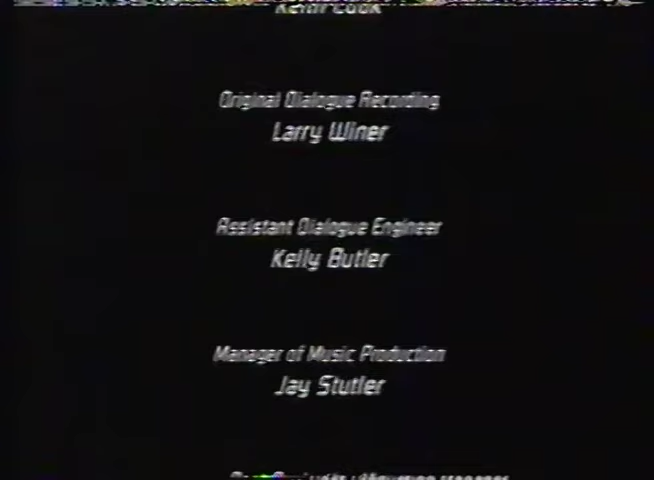 Original Dialogue Recording
Larry Winer
Assistant Dialogue Engineer
Kelly Butler
Manager of Music Production
Jay Stutler